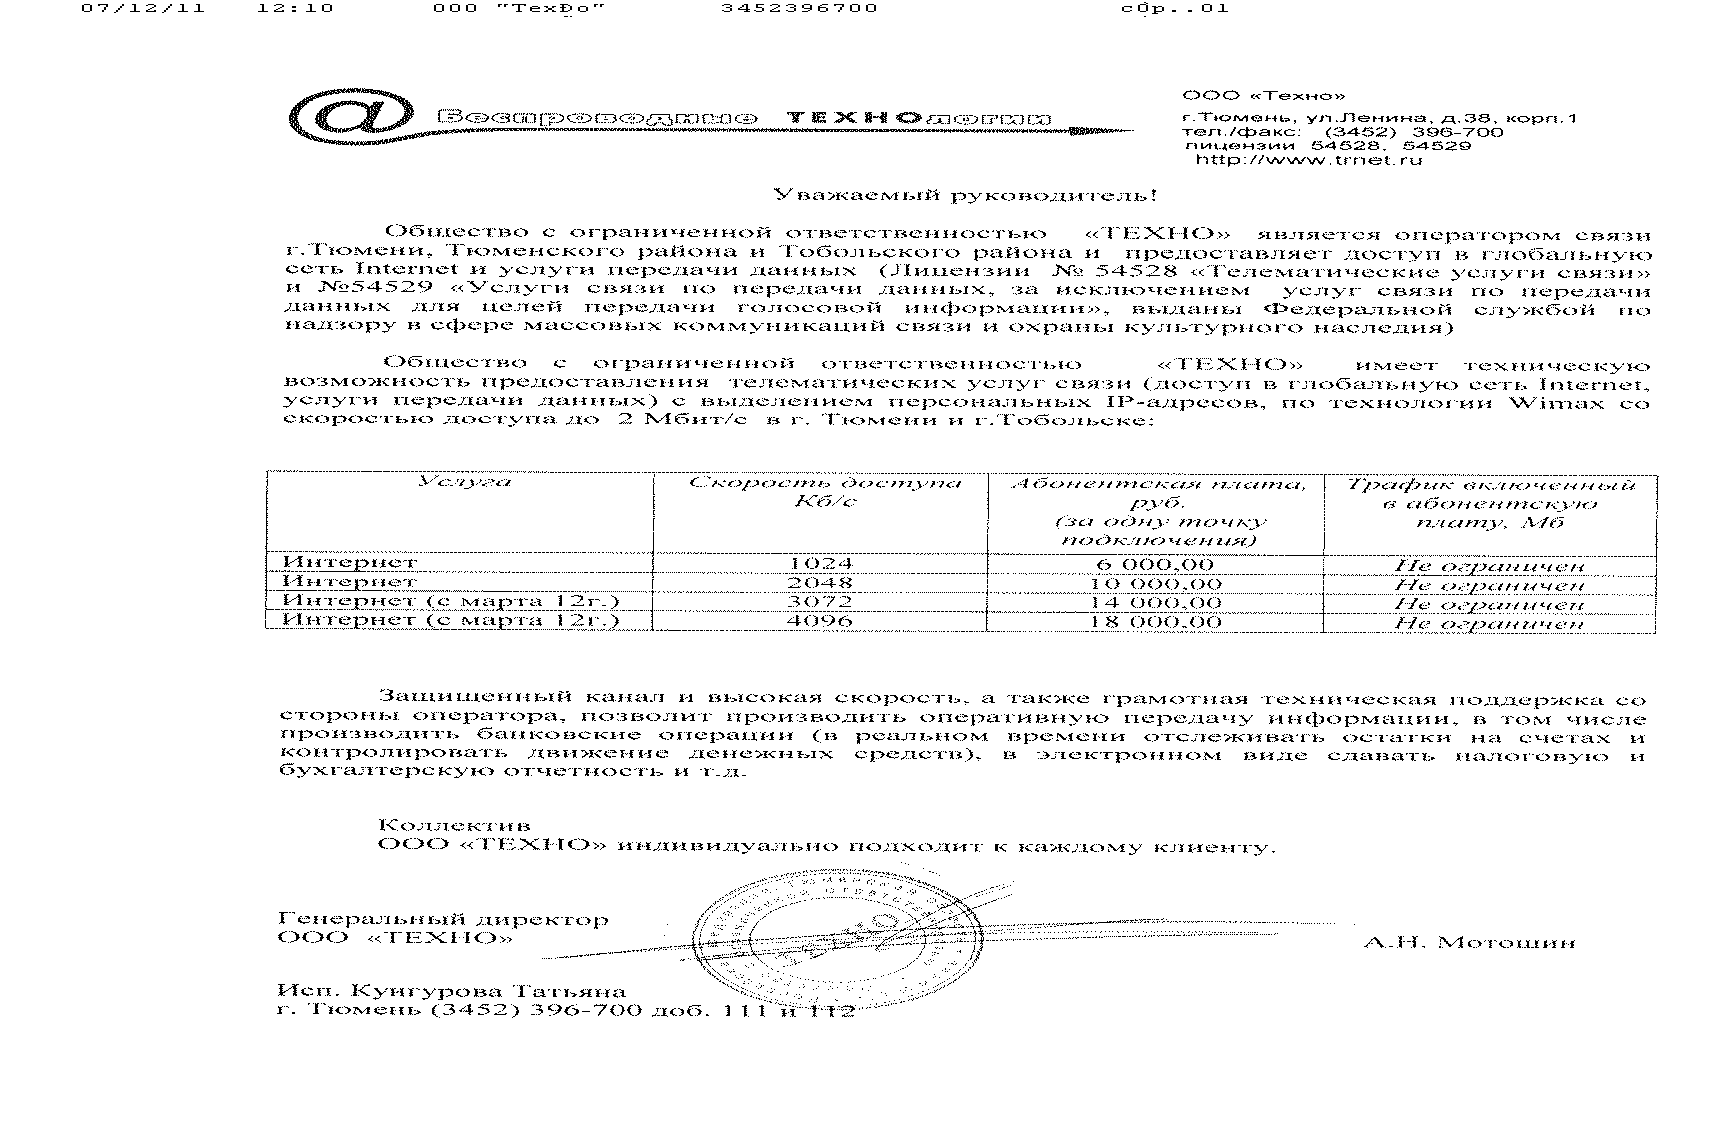 07/12/11 12:10 ООО "Техно" 3452396700 стр..01
Беспроводные ТЕХНОлогии
ООО «Техно»
г.Тюмень, ул.Ленина, д.38, корп.1
тел./факс: (3452) 396-700
лицензии 54528, 54529
http://www.trnet.ru
Уважаемый руководитель!
Общество с ограниченной ответственностью «ТЕХНО» является оператором связи
г.Тюмени, Тюменского района и Тобольского района и предоставляет доступ в глобальную
сеть Internet и услуги передачи данных (Лицензии № 54528 «Телематические услуги связи»
и №54529 «Услуги связи по передачи данных, за исключением услуг связи по передачи
данных для целей передачи голосовой информации», выданы Федеральной службой по
надзору в сфере массовых коммуникаций связи и охраны культурного наследия)
Общество с ограниченной ответственностью «ТЕХНО» имеет техническую
возможность предоставления телематических услуг связи (доступ в глобальную сеть Internet,
услуги передачи данных) с выделением персональных IP-адресов, по технологии Wimax со
скоростью доступа до 2 Мбит/с в г. Тюмени и г.Тобольске:
Услуга Скорость доступа Кб/с Абонентская плата, руб. (за одну точку подключения) Трафик включенный в абонентскую плату, Мб
Интернет 1024 6 000,00 Не ограничен
Интернет 2048 10 000,00 Не ограничен
Интернет (с марта 12г.) 3072 14 000,00 Не ограничен
Интернет (с марта 12г.) 4096 18 000,00 Не ограничен
Защищенный канал и высокая скорость, а также грамотная техническая поддержка со
стороны оператора, позволит производить оперативную передачу информации, в том числе
производить банковские операции (в реальном времени отслеживать остатки на счетах и
контролировать движение денежных средств), в электронном виде сдавать налоговую и
бухгалтерскую отчетность и т.д.
Коллектив
ООО «ТЕХНО» индивидуально подходит к каждому клиенту.
Генеральный директор
ООО «ТЕХНО»
А.Н. Мотошин
Исп. Кунгурова Татьяна
г. Тюмень (3452) 396-700 доб. 111 и 112